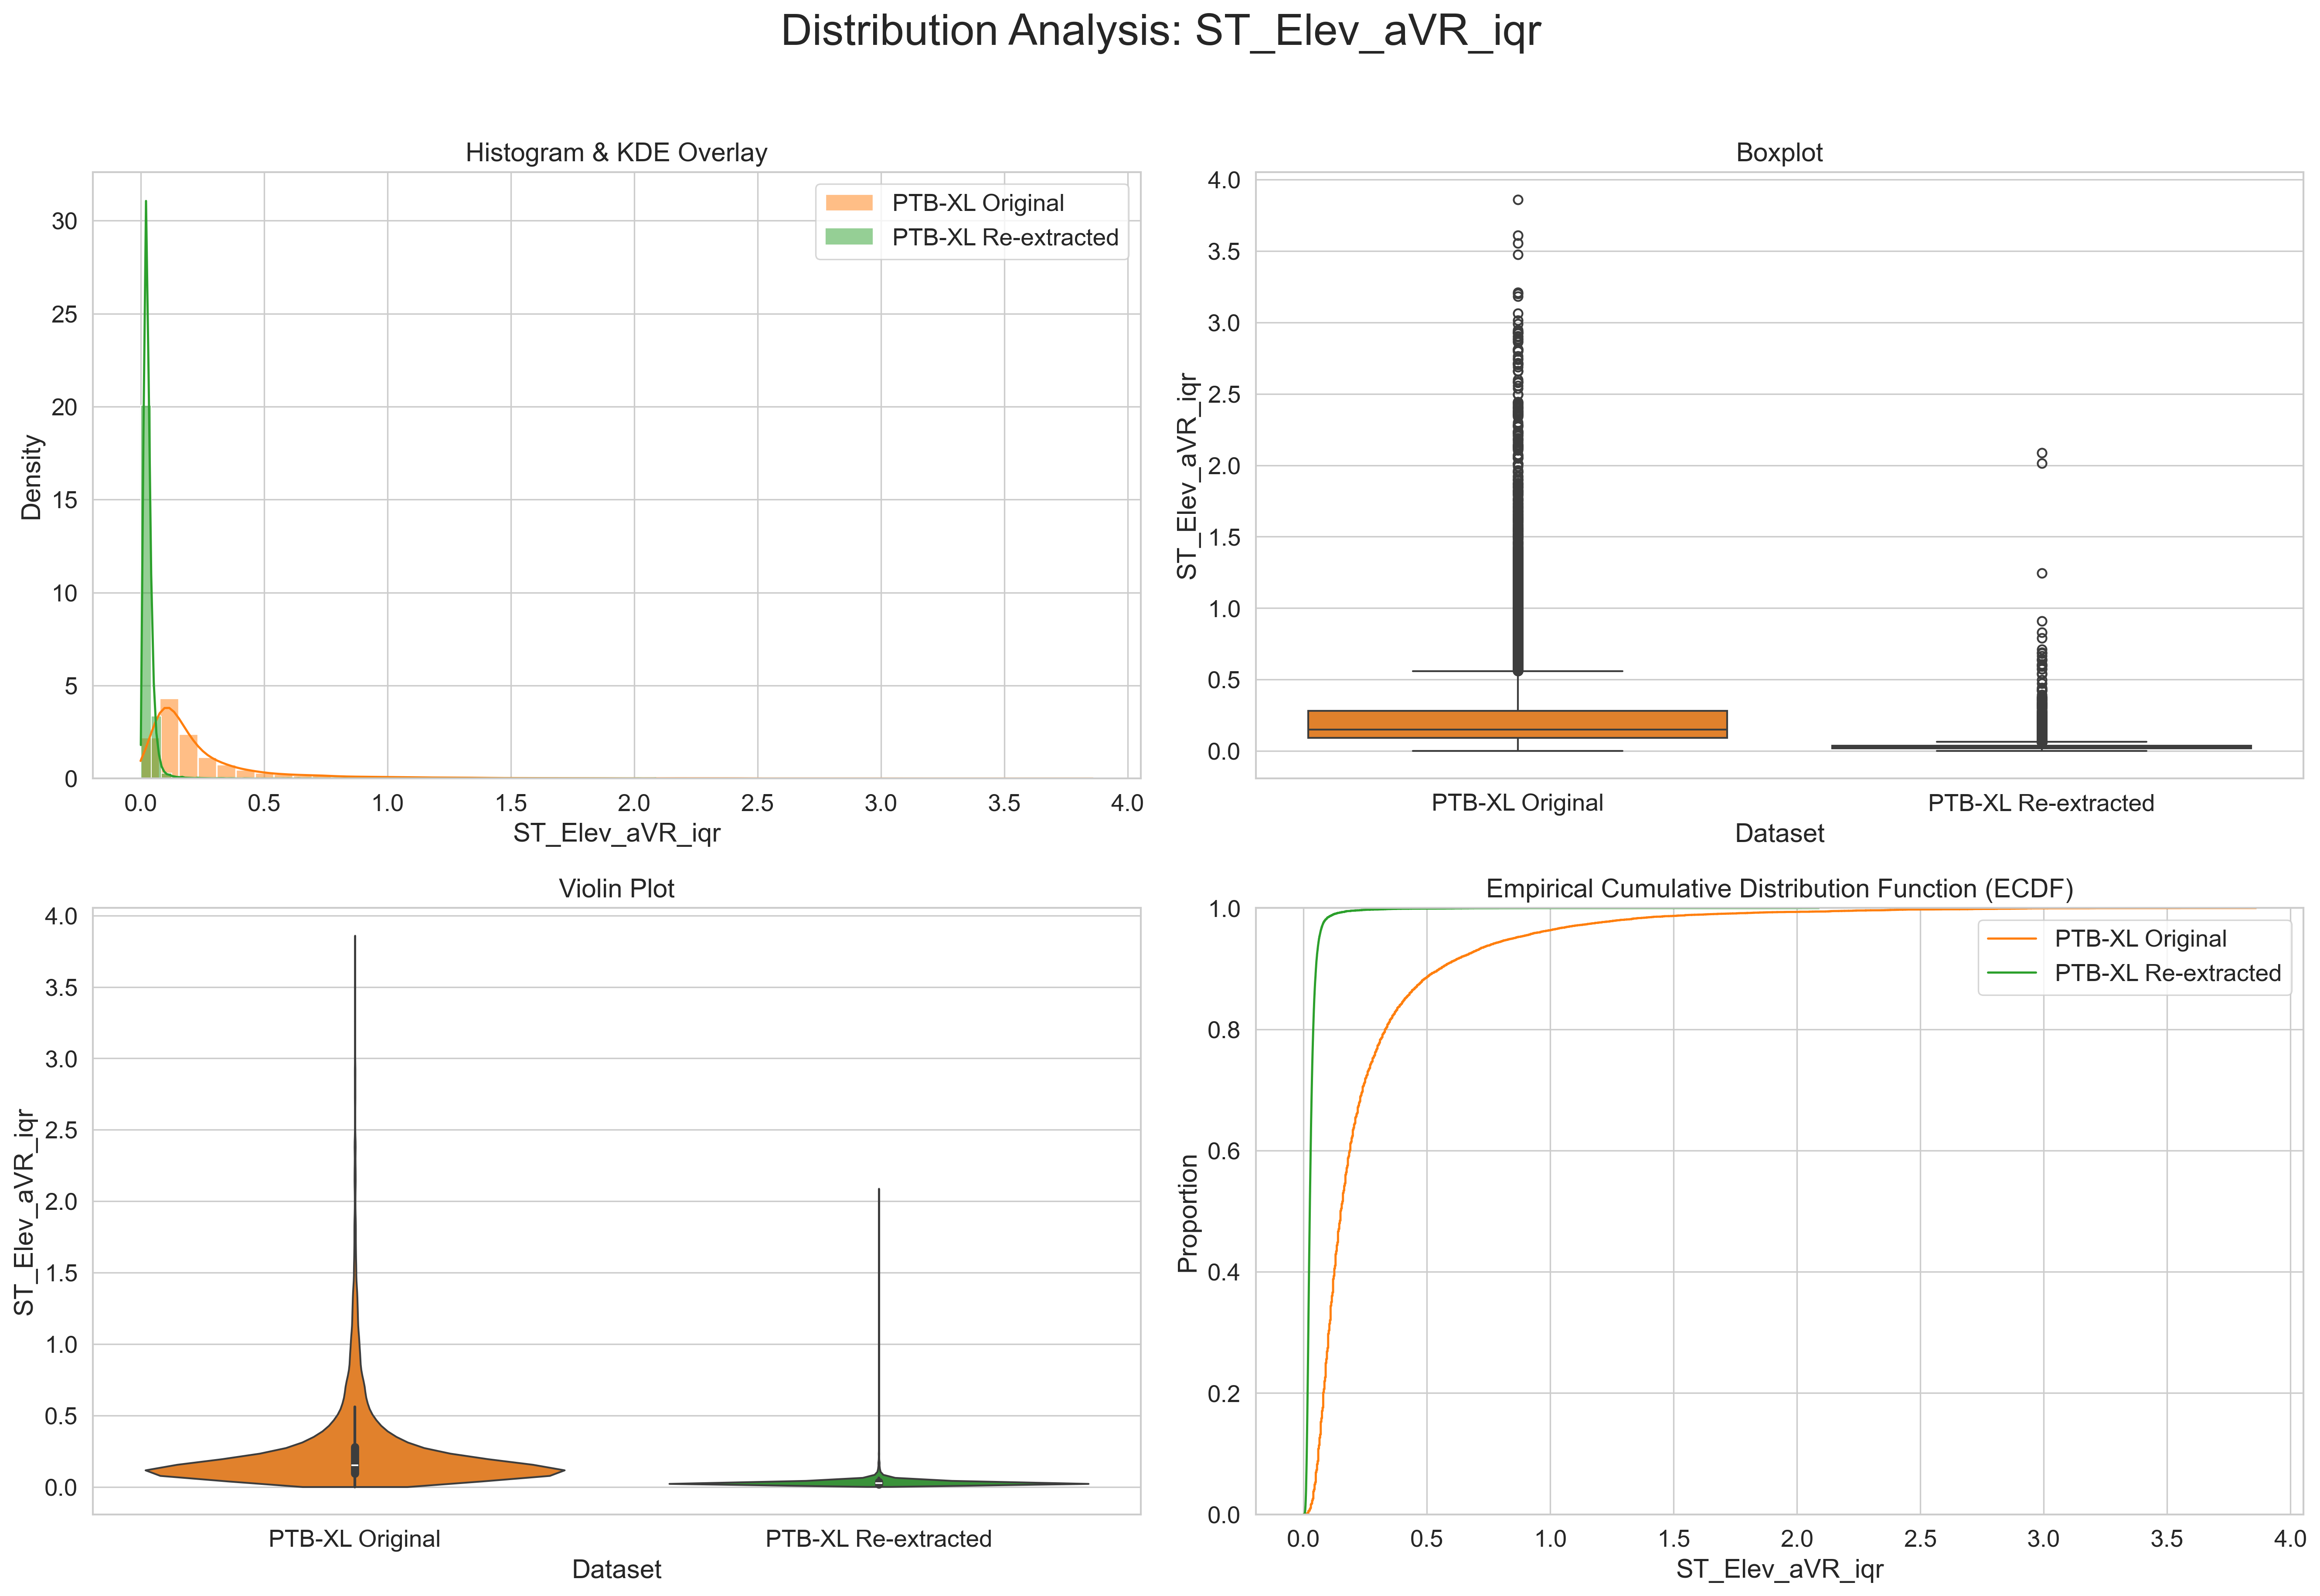 Distribution Analysis: ST_Elev_aVR_iqr
Histogram & KDE Overlay
Density
30
25
20
15
10
5
0
PTB-XL Original
PTB-XL Re-extracted
0.0 0.5 1.0 1.5 2.0 2.5 3.0 3.5 4.0
ST_Elev_aVR_iqr
Boxplot
ST_Elev_aVR_iqr
4.0
3.5
3.0
2.5
2.0
1.5
1.0
0.5
0.0
PTB-XL Original PTB-XL Re-extracted
Dataset
Violin Plot
ST_Elev_aVR_iqr
4.0
3.5
3.0
2.5
2.0
1.5
1.0
0.5
0.0
PTB-XL Original PTB-XL Re-extracted
Dataset
Empirical Cumulative Distribution Function (ECDF)
Proportion
1.0
0.8
0.6
0.4
0.2
0.0
PTB-XL Original
PTB-XL Re-extracted
0.0 0.5 1.0 1.5 2.0 2.5 3.0 3.5 4.0
ST_Elev_aVR_iqr